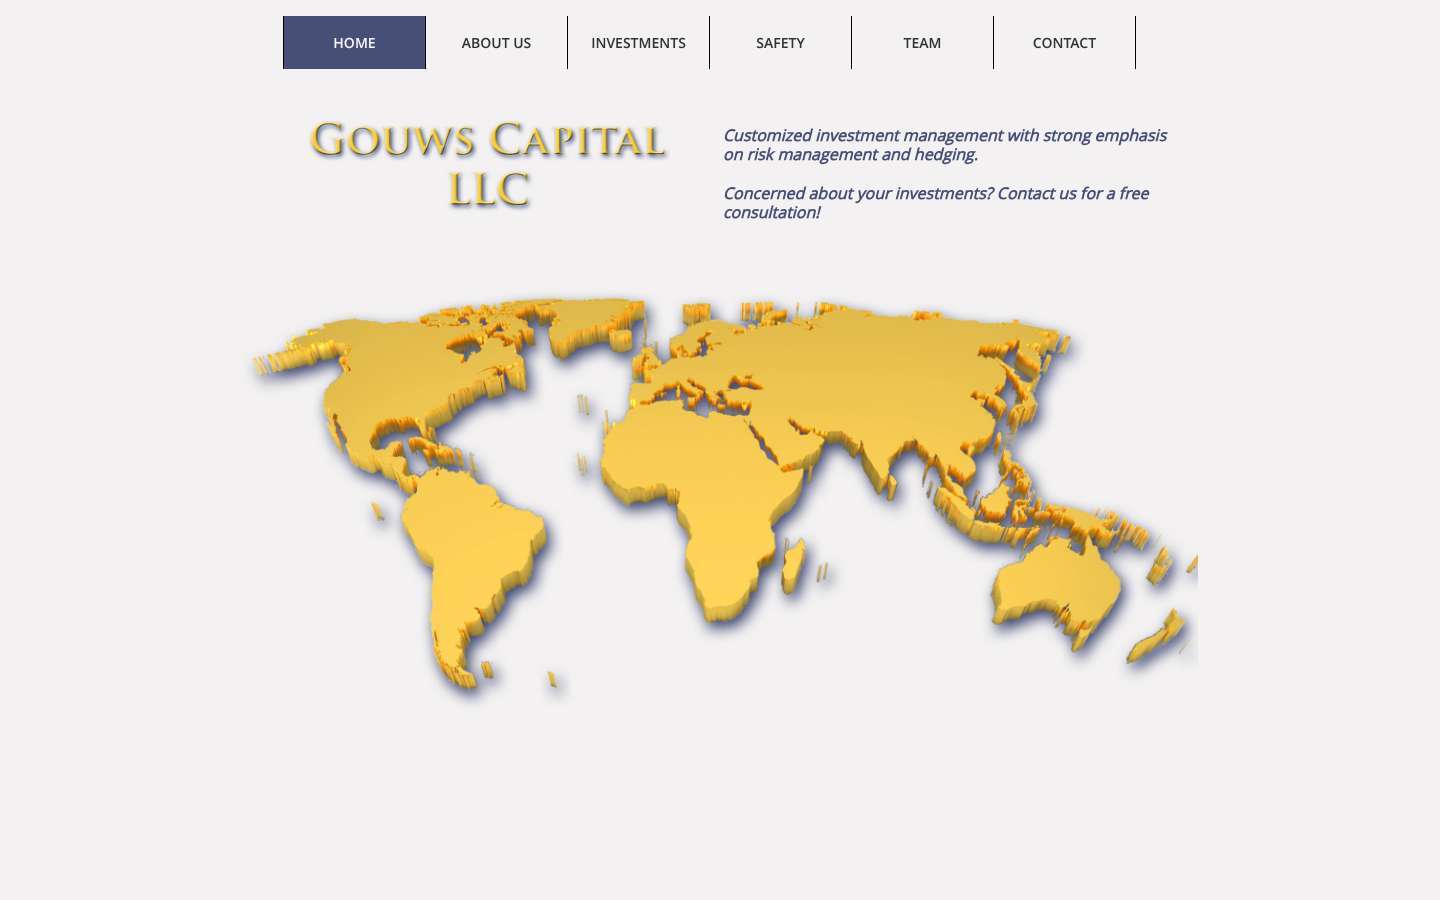 HOME ABOUT US INVESTMENTS SAFETY TEAM CONTACT
Gouws Capital
LLC
Customized investment management with strong emphasis
on risk management and hedging.
Concerned about your investments? Contact us for a free
consultation!